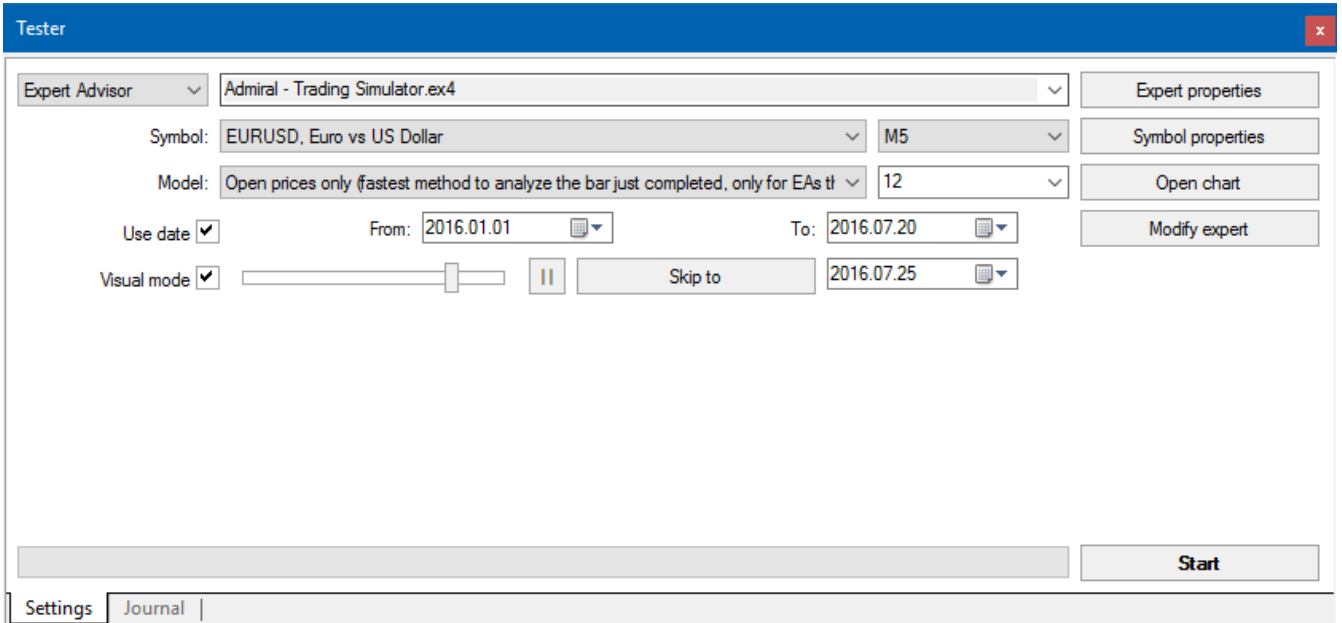 Tester
Expert Advisor Admiral - Trading Simulator.ex4 Expert properties
Symbol: EURUSD, Euro vs US Dollar M5 Symbol properties
Model: Open prices only (fastest method to analyze the bar just completed, only for EAs th 12 Open chart
Use date From: 2016.01.01 To: 2016.07.20 Modify expert
Visual mode Skip to 2016.07.25
Start
Settings Journal